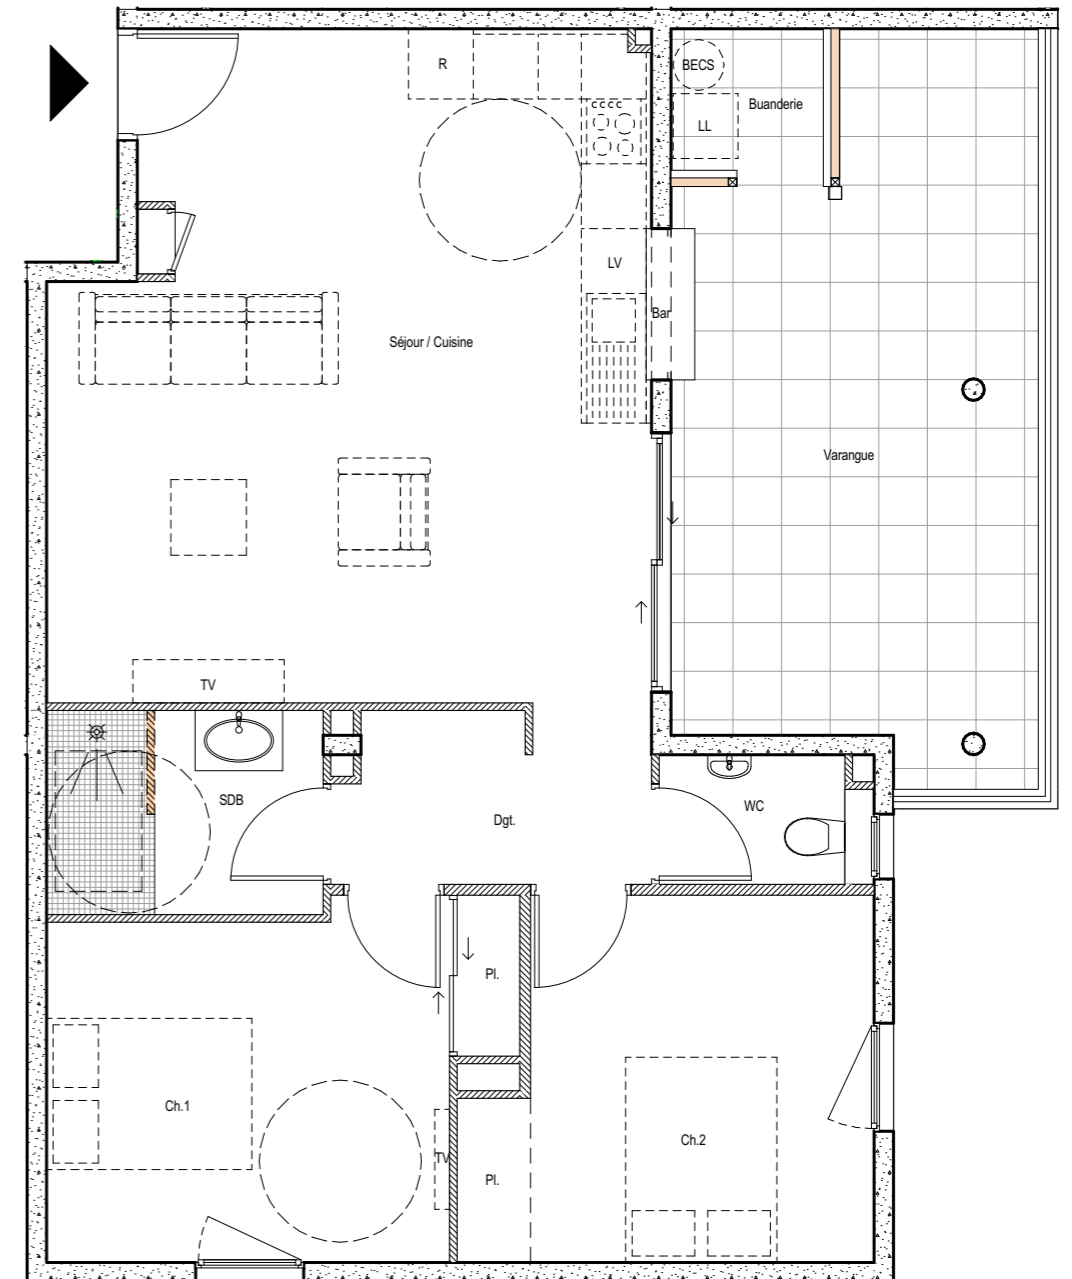 R
BECS
Buanderie
LL
LV
Bar
Séjour / Cuisine
Varangue
TV
SDB
WC
Dgt.
Pl.
Ch.1
TV
Ch.2
Pl.